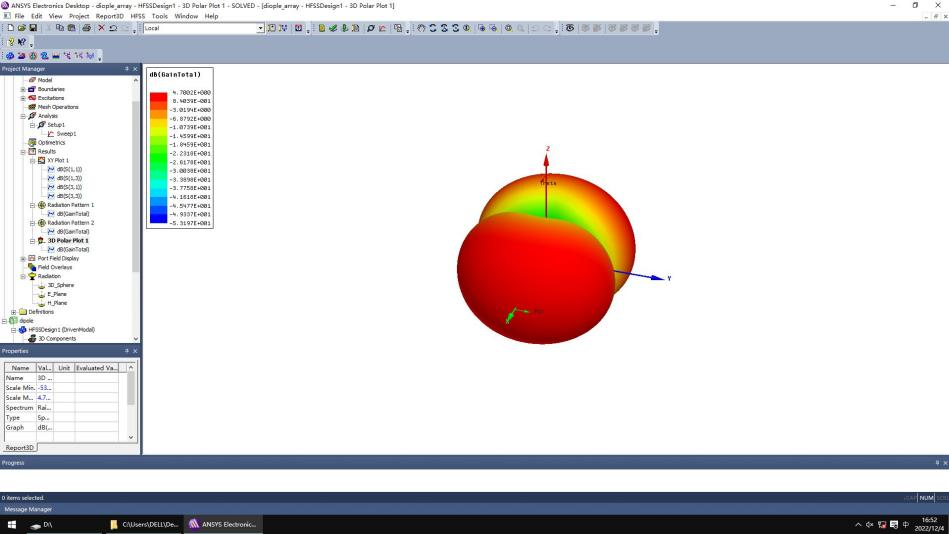 ANSYS Electronics Desktop - diople_array - HFSSDesign1 - 3D Polar Plot 1 - SOLVED - [diople_array - HFSSDesign1 - 3D Polar Plot 1]
File Edit View Project Report3D HFSS Tools Window Help
Local
Project Manager
Model
Boundaries
Excitations
Mesh Operations
Analysis
Setup1
Sweep1
Optimetrics
Results
XY Plot 1
dB(S(1,1))
dB(S(1,3))
dB(S(3,1))
dB(S(3,3))
Radiation Pattern 1
dB(GainTotal)
Radiation Pattern 2
dB(GainTotal)
3D Polar Plot 1
dB(GainTotal)
Port Field Display
Field Overlays
Radiation
3D_Sphere
E_Plane
H_Plane
Definitions
dipole
HFSSDesign1 (DrivenModal)
3D Components
Properties
Name Val... Unit Evaluated Va...
Name 3D ...
Scale Min. -53...
Scale M... 4.7...
Spectrum Rai...
Type Sp...
Graph dB(...
Report3D
dB(GainTotal)
4.7802E+000
8.4039E-001
-3.0194E+000
-6.8792E+000
-1.0739E+001
-1.4599E+001
-1.8459E+001
-2.2318E+001
-2.6178E+001
-3.0038E+001
-3.3898E+001
-3.7758E+001
-4.1618E+001
-4.5477E+001
-4.9337E+001
-5.3197E+001
Z
Theta
Y
Phi
X
Progress
0 items selected.
NUM
Message Manager
D:\
C:\Users\DELL\De...
ANSYS Electronic...
中
16:52
2022/12/4